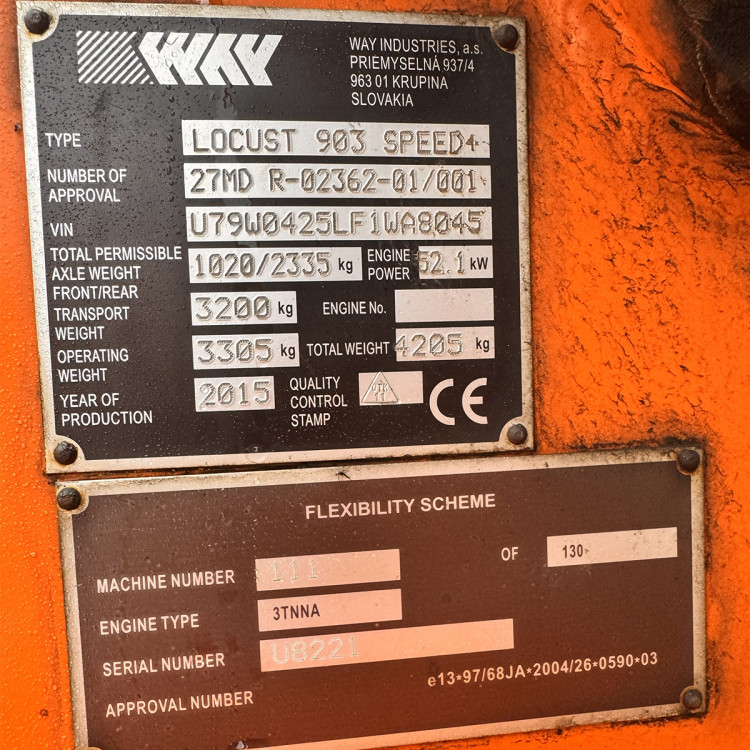 WAY
WAY INDUSTRIES, a.s.
PRIEMYSELNÁ 937/4
963 01 KRUPINA
SLOVAKIA
TYPE LOCUST 903 SPEED4
NUMBER OF
APPROVAL 27MD R-02362-01/001
VIN U79W0425LF1WA8045
TOTAL PERMISSIBLE
AXLE WEIGHT 1020/2335 kg
FRONT/REAR
ENGINE
POWER 52.1 kW
TRANSPORT
WEIGHT 3200 kg
ENGINE No.
OPERATING
WEIGHT 3305 kg
TOTAL WEIGHT 4205 kg
YEAR OF
PRODUCTION 2015
QUALITY
CONTROL
STAMP
CE
FLEXIBILITY SCHEME
MACHINE NUMBER 111 OF 130
ENGINE TYPE 3TNNA
SERIAL NUMBER U8221
APPROVAL NUMBER e13*97/68JA*2004/26*0590*03